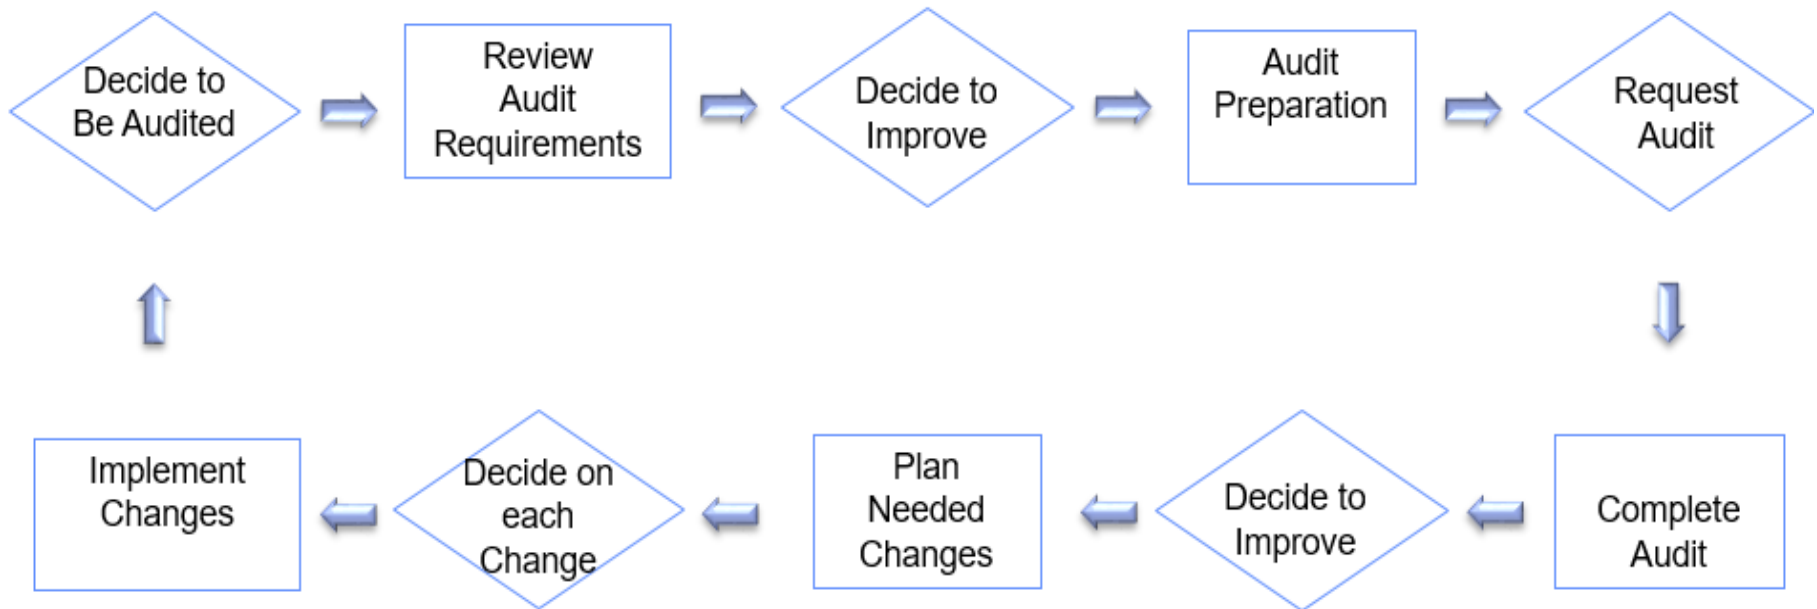 Decide to
Be Audited
Review
Audit
Requirements
Decide to
Improve
Audit
Preparation
Request
Audit
Implement
Changes
Decide on
each
Change
Plan
Needed
Changes
Decide to
Improve
Complete
Audit